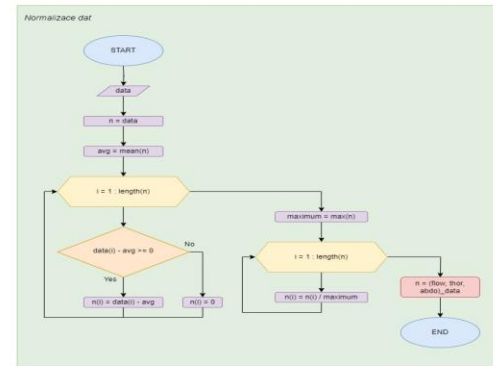 Normalizace dat
START
data
n = data
avg = mean(n)
i = 1 : length(n)
data(i) - avg >= 0
No
Yes
n(i) = data(i) - avg
n(i) = 0
maximum = max(n)
i = 1 : length(n)
n(i) = n(i) / maximum
n = (flow, thor,
abdo)_data
END